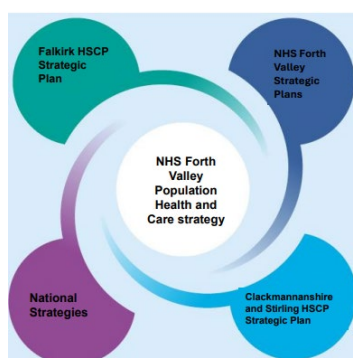 Falkirk HSCP
Strategic
Plan
NHS Forth
Valley
Strategic
Plans
NHS Forth
Valley
Population
Health and
Care strategy
National
Strategies
Clackmannanshire
and Stirling HSCP
Strategic Plan